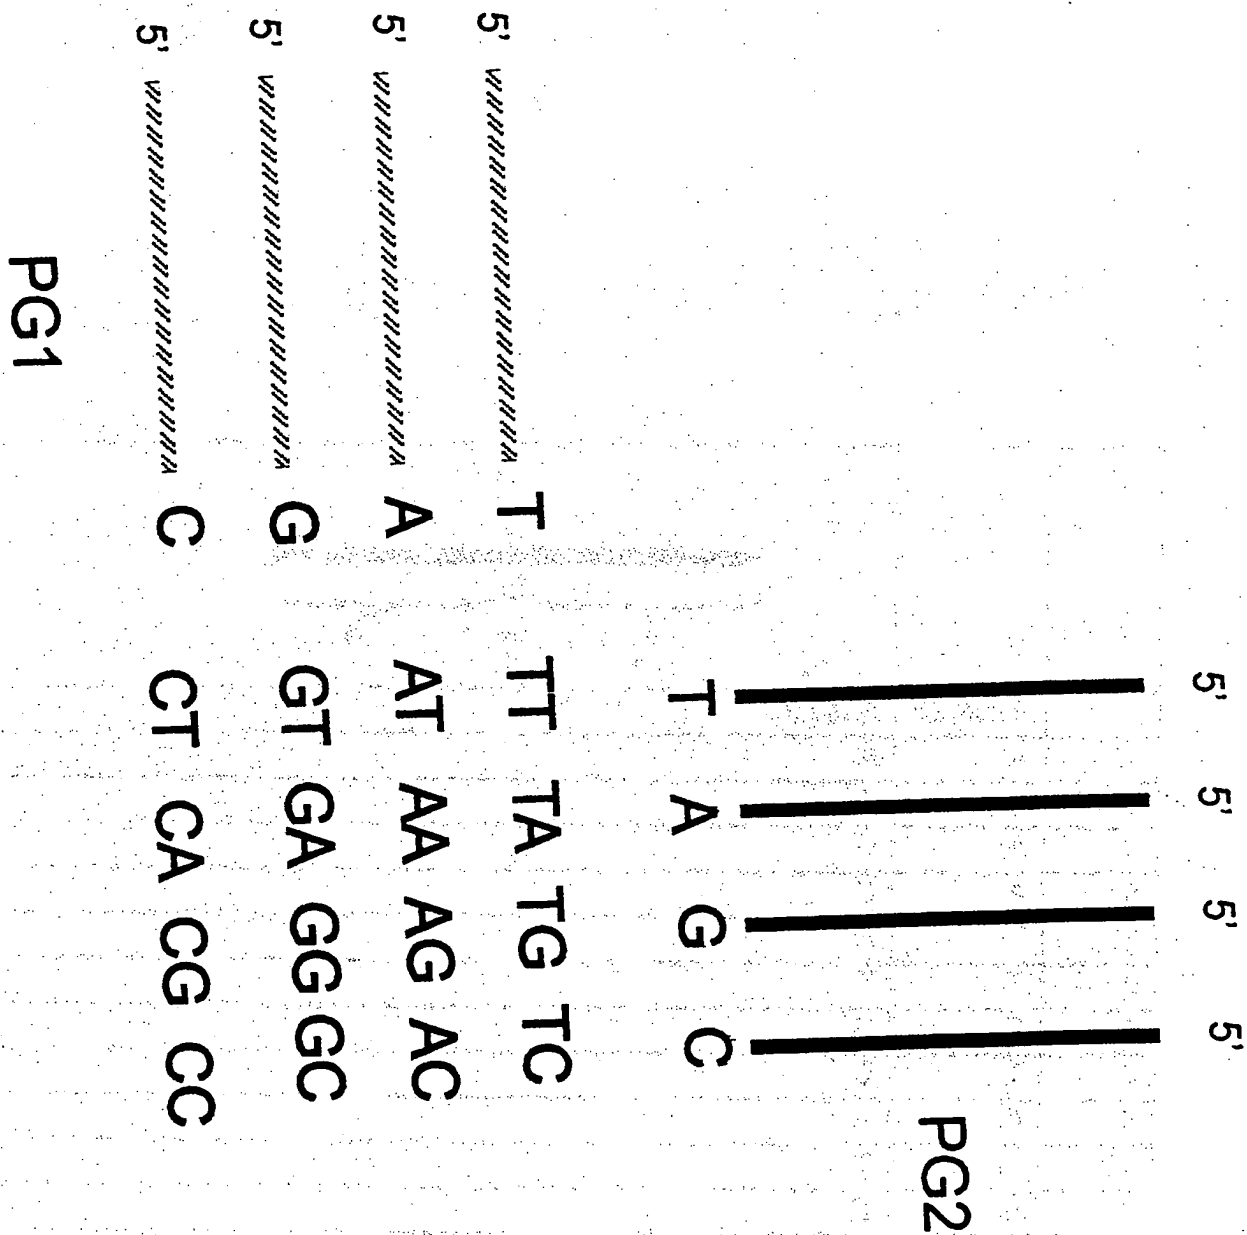 5' 5' 5' 5'
PG2
T A G C
5' T TT TA TG TC
5' A AT AA AG AC
5' G GT GA GG GC
5' C CT CA CG CC
PG1